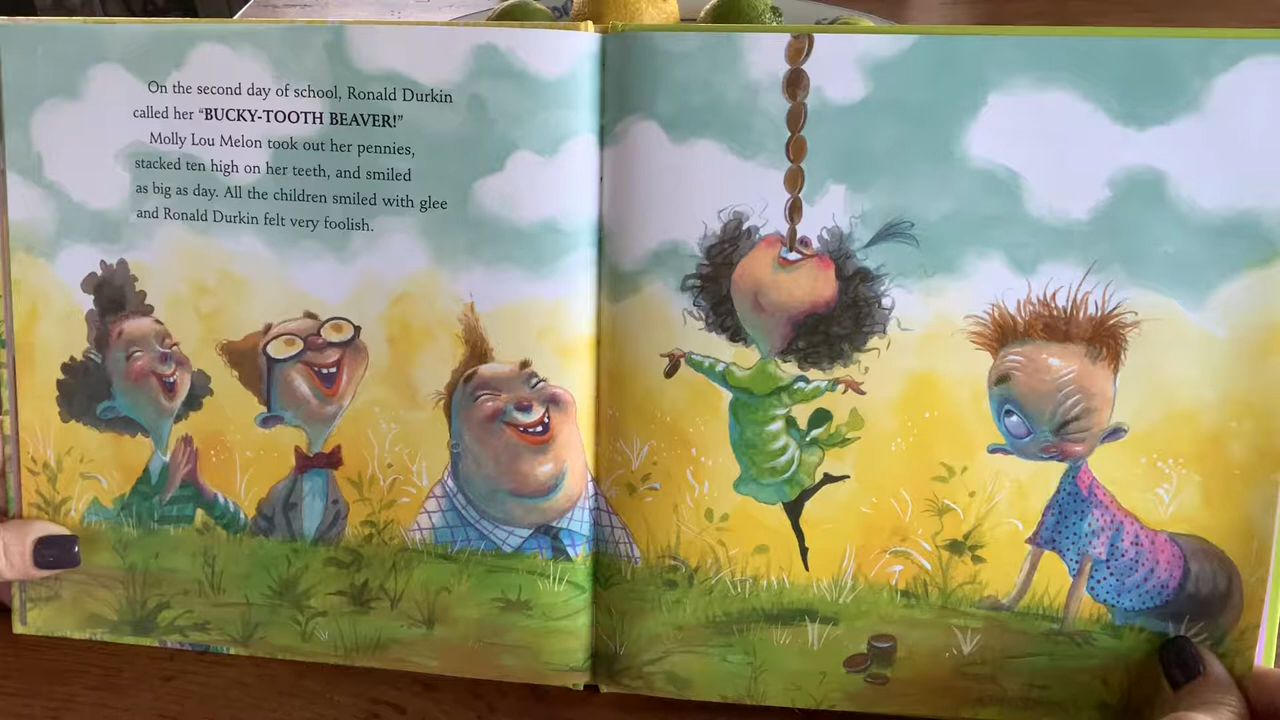 On the second day of school, Ronald Durkin
called her “BUCKY-TOOTH BEAVER!”
Molly Lou Melon took out her pennies,
stacked ten high on her teeth, and smiled
as big as day. All the children smiled with glee
and Ronald Durkin felt very foolish.